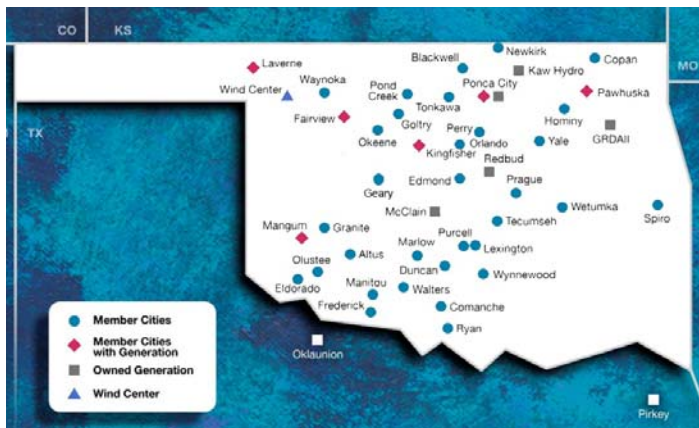 CO
KS
MO
TX
Newkirk
Blackwell
Copan
Laverne
Kaw Hydro
Ponca City
Waynoka
Wind Center
Pond
Creek
Pawhuska
Tonkawa
Fairview
Goltry
Hominy
Okeene
Perry
Orlando
Yale
GRDAII
Kingfisher
Redbud
Edmond
Prague
Geary
McClain
Wetumka
Spiro
Tecumseh
Mangum
Granite
Purcell
Marlow
Lexington
Altus
Olustee
Duncan
Wynnewood
Eldorado
Manitou
Walters
Frederick
Comanche
Ryan
Member Cities
Member Cities
with Generation
Owned Generation
Wind Center
Oklaunion
Pirkey